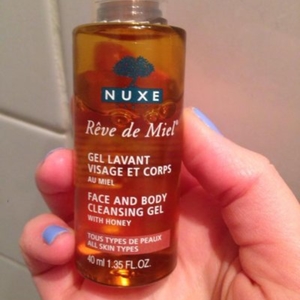 NUXE
Rêve de Miel
GEL LAVANT
VISAGE ET CORPS
AU MIEL
FACE AND BODY
CLEANSING GEL
WITH HONEY
TOUS TYPES DE PEAUX
ALL SKIN TYPES
40 ml 1.35 FL.OZ.